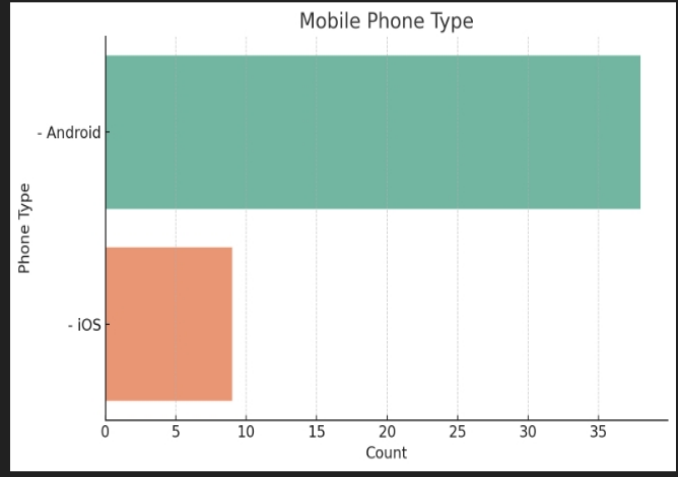 Mobile Phone Type
Phone Type
- Android
- iOS
0 5 10 15 20 25 30 35
Count